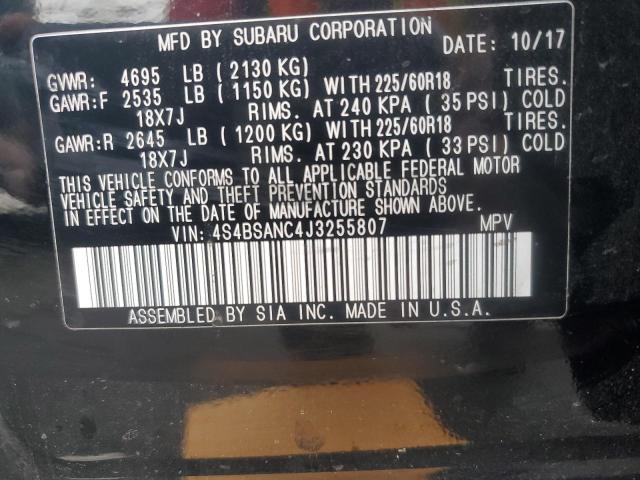 MFD BY SUBARU CORPORATION
DATE: 10/17
GVWR: 4695 LB (2130 KG)
GAWR:F 2535 LB (1150 KG) WITH 225/60R18 TIRES.
18X7J RIMS. AT 240 KPA (35 PSI) COLD
GAWR:R 2645 LB (1200 KG) WITH 225/60R18 TIRES.
18X7J RIMS. AT 230 KPA (33 PSI) COLD
THIS VEHICLE CONFORMS TO ALL APPLICABLE FEDERAL MOTOR
VEHICLE SAFETY AND THEFT PREVENTION STANDARDS
IN EFFECT ON THE DATE OF MANUFACTURE SHOWN ABOVE.
VIN: 4S4BSANC4J3255807 MPV
ASSEMBLED BY SIA INC. MADE IN U.S.A.